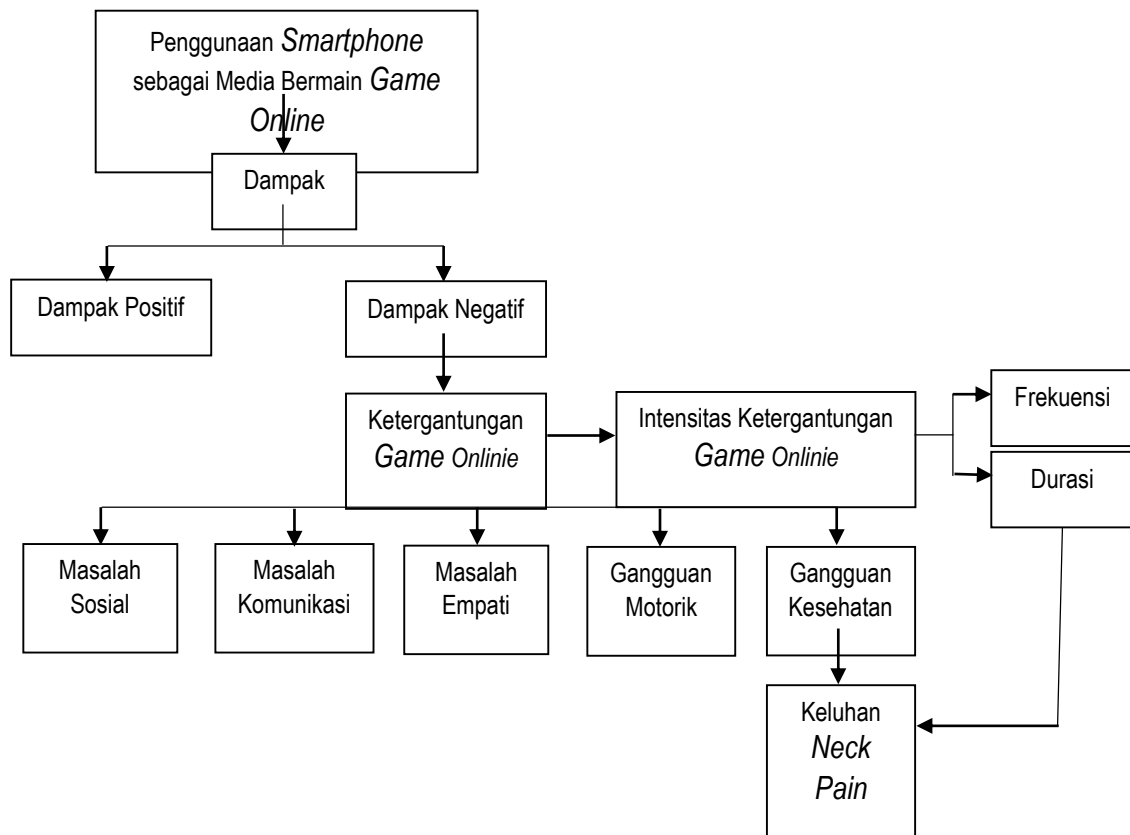 Penggunaan Smartphone
sebagai Media Bermain Game
Online
Dampak
Dampak Positif
Dampak Negatif
Ketergantungan
Game Onlinie
Intensitas Ketergantungan
Game Onlinie
Frekuensi
Durasi
Masalah
Sosial
Masalah
Komunikasi
Masalah
Empati
Gangguan
Motorik
Gangguan
Kesehatan
Keluhan
Neck
Pain